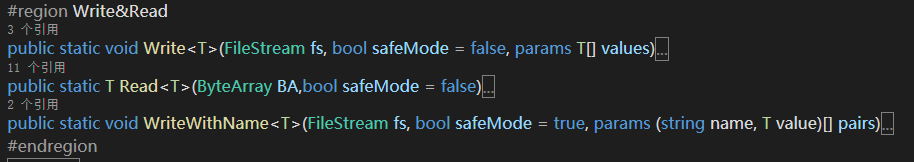 #region Write&Read
3 个引用
public static void Write<T>(FileStream fs, bool safeMode = false, params T[] values)...
11 个引用
public static T Read<T>(ByteArray BA,bool safeMode = false)...
2 个引用
public static void WriteWithName<T>(FileStream fs, bool safeMode = true, params (string name, T value)[] pairs)...
#endregion